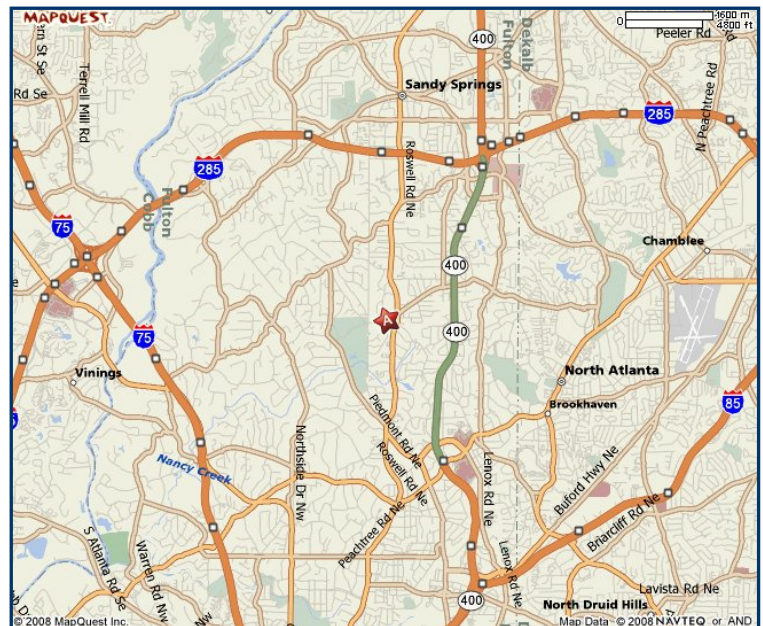 MAPQUEST.
1600 m
0
4800 ft
400
Dekalb
Fulton
Peeler Rd
Terrell Mill Rd
Rd Se
Sandy Springs
N Peachtree Rd
285
Roswell Rd Ne
285
Fulton
Cobb
75
Chamblee
400
A
75
400
Vinings
North Atlanta
Brookhaven
85
Piedmont Rd Ne
Northside Dr Nw
Roswell Rd Ne
Nancy Creek
Lenox Rd Ne
Buford Hwy Ne
Briarcliff Rd Ne
Peachtree Rd Ne
S Atlanta Rd Se
Warren Rd Nw
Lenox Rd Ne
Lavista Rd Ne
400
North Druid Hills
Nw
© 2008 MapQuest Inc.
Map Data © 2008 NAVTEQ or AND